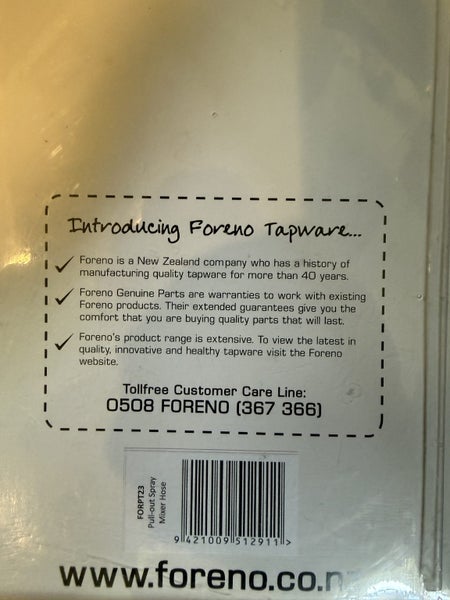 Introducing Foreno Tapware...
Foreno is a New Zealand company who has a history of
manufacturing quality tapware for more than 40 years.
Foreno Genuine Parts are warranties to work with existing
Foreno products. Their extended guarantees give you the
comfort that you are buying quality parts that will last.
Foreno's product range is extensive. To view the latest in
quality, innovative and healthy tapware visit the Foreno
website.
Tollfree Customer Care Line:
0508 FORENO (367 366)
FORPT23
Pull-out Spray
Mixer Hose
9 421009 512911 >
www.foreno.co.n